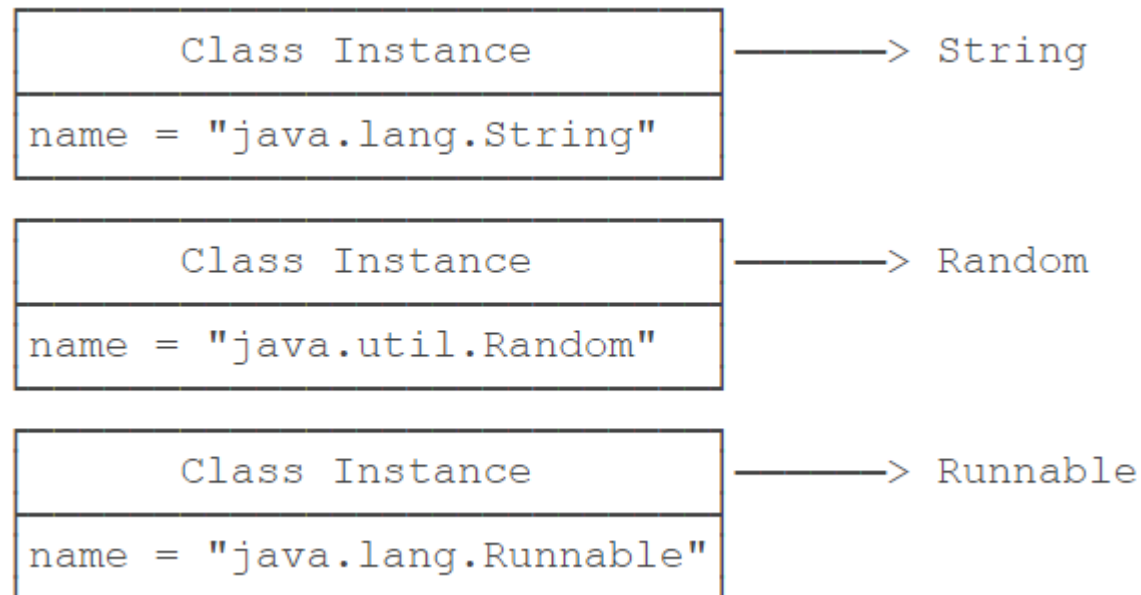 Class Instance ──────> String
name = "java.lang.String"
Class Instance ──────> Random
name = "java.util.Random"
Class Instance ──────> Runnable
name = "java.lang.Runnable"